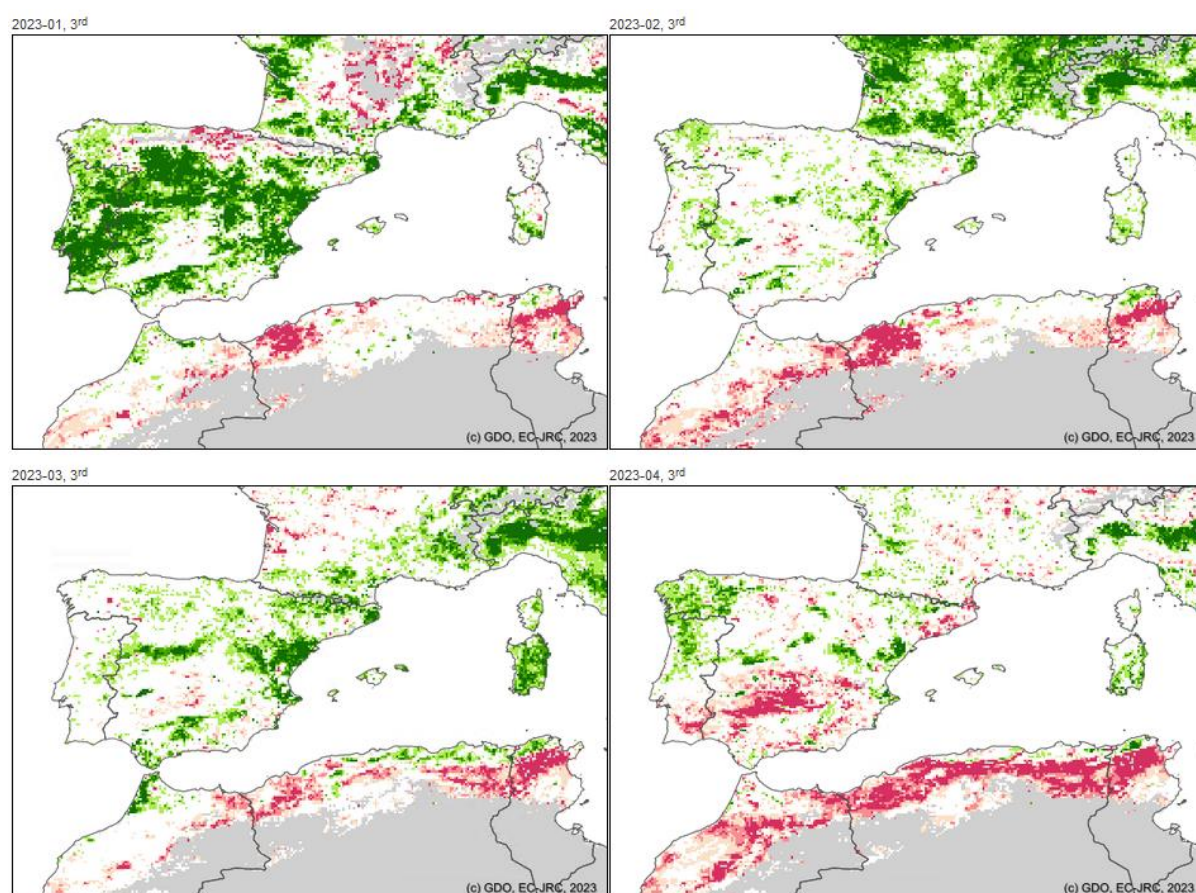 2023-01, 3rd
2023-02, 3rd
(c) GDO, EC-JRC, 2023
(c) GDO, EC-JRC, 2023
2023-03, 3rd
2023-04, 3rd
(c) GDO, EC-JRC, 2023
(c) GDO, EC-JRC, 2023